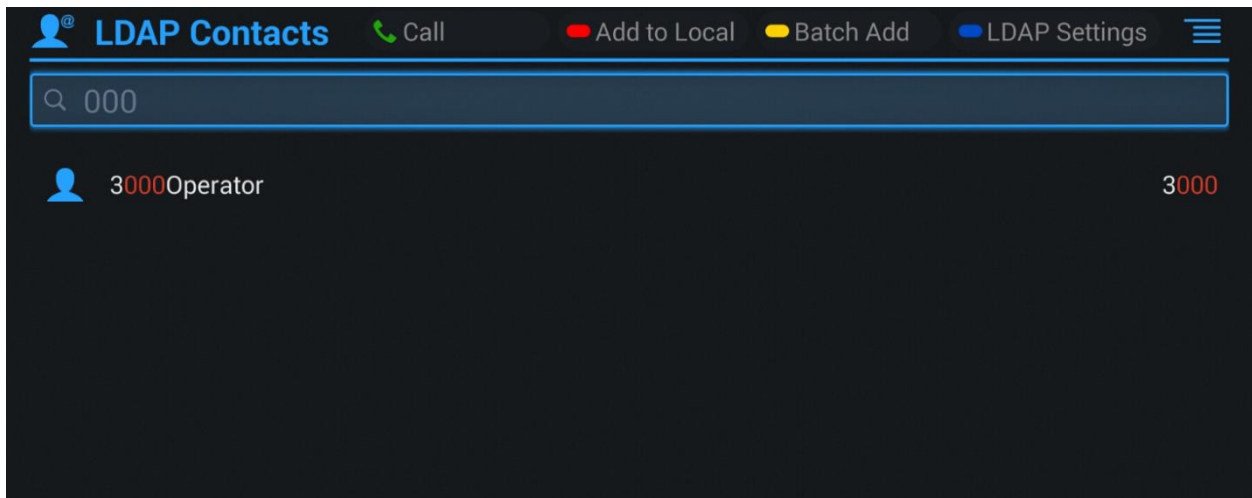 LDAP Contacts Call Add to Local Batch Add LDAP Settings
000
3000Operator 3000